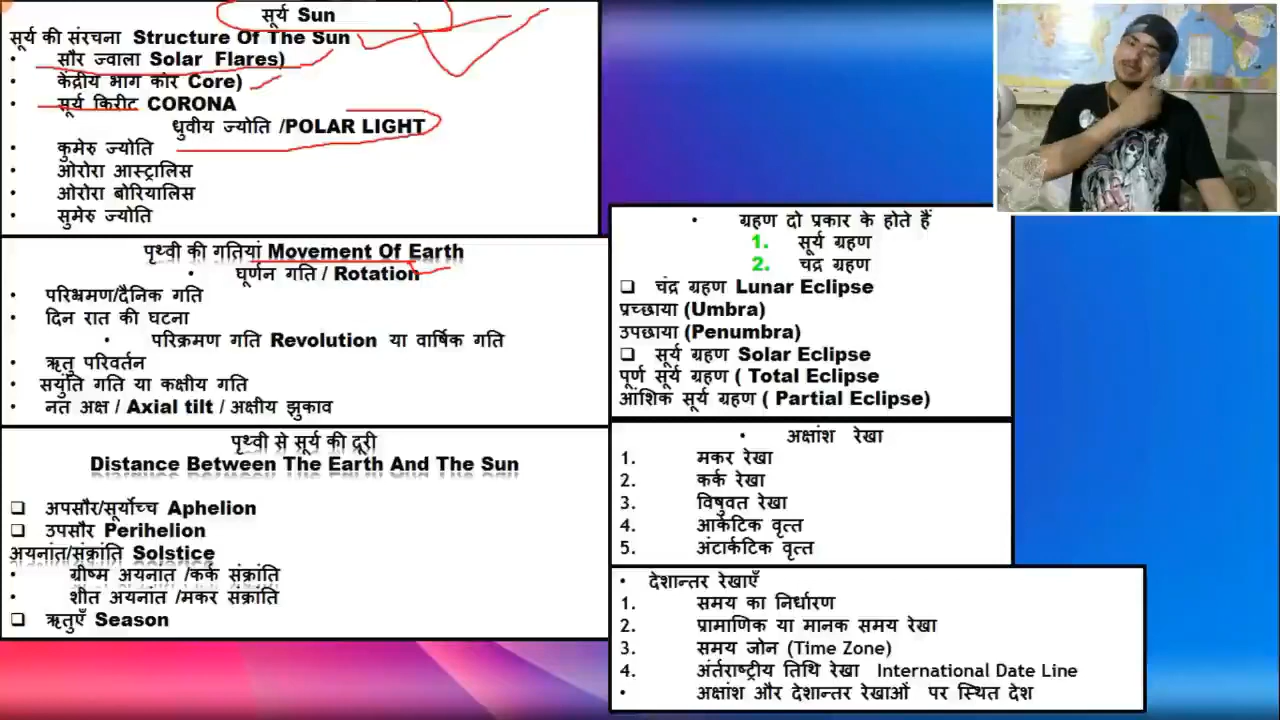 सूर्य Sun
सूर्य की संरचना Structure Of The Sun
• सौर ज्वाला Solar Flares)
• केंद्रीय भाग कोर Core)
• सूर्य किरीट CORONA
धुवीय ज्योति /POLAR LIGHT
• कुमेरु ज्योति
• ओरोरा आस्ट्रालिस
• ओरोरा बोरियालिस
• सुमेरु ज्योति
पृथ्वी की गतियां Movement Of Earth
• घूर्णन गति / Rotation
• परिभ्रमण/दैनिक गति
• दिन रात की घटना
• परिक्रमण गति Revolution या वार्षिक गति
• ऋतु परिवर्तन
• सयुंति गति या कक्षीय गति
• नत अक्ष / Axial tilt / अक्षीय झुकाव
पृथ्वी से सूर्य की दूरी
Distance Between The Earth And The Sun
❑ अपसौर/सूर्योच्च Aphelion
❑ उपसौर Perihelion
अयनांत/संक्रांति Solstice
• ग्रीष्म अयनात /कर्क संक्रांति
• शीत अयनांत /मकर संक्रांति
❑ ऋतुएँ Season
• ग्रहण दो प्रकार के होते हैं
1. सूर्य ग्रहण
2. चद्र ग्रहण
❑ चंद्र ग्रहण Lunar Eclipse
प्रच्छाया (Umbra)
उपछाया (Penumbra)
❑ सूर्य ग्रहण Solar Eclipse
पूर्ण सूर्य ग्रहण ( Total Eclipse
आंशिक सूर्य ग्रहण ( Partial Eclipse)
• अक्षांश रेखा
1. मकर रेखा
2. कर्क रेखा
3. विषुवत रेखा
4. आर्कटिक वृत्त
5. अंटार्कटिक वृत्त
• देशान्तर रेखाएँ
1. समय का निर्धारण
2. प्रामाणिक या मानक समय रेखा
3. समय जोन (Time Zone)
4. अंर्तराष्ट्रीय तिथि रेखा International Date Line
• अक्षांश और देशान्तर रेखाओं पर स्थित देश